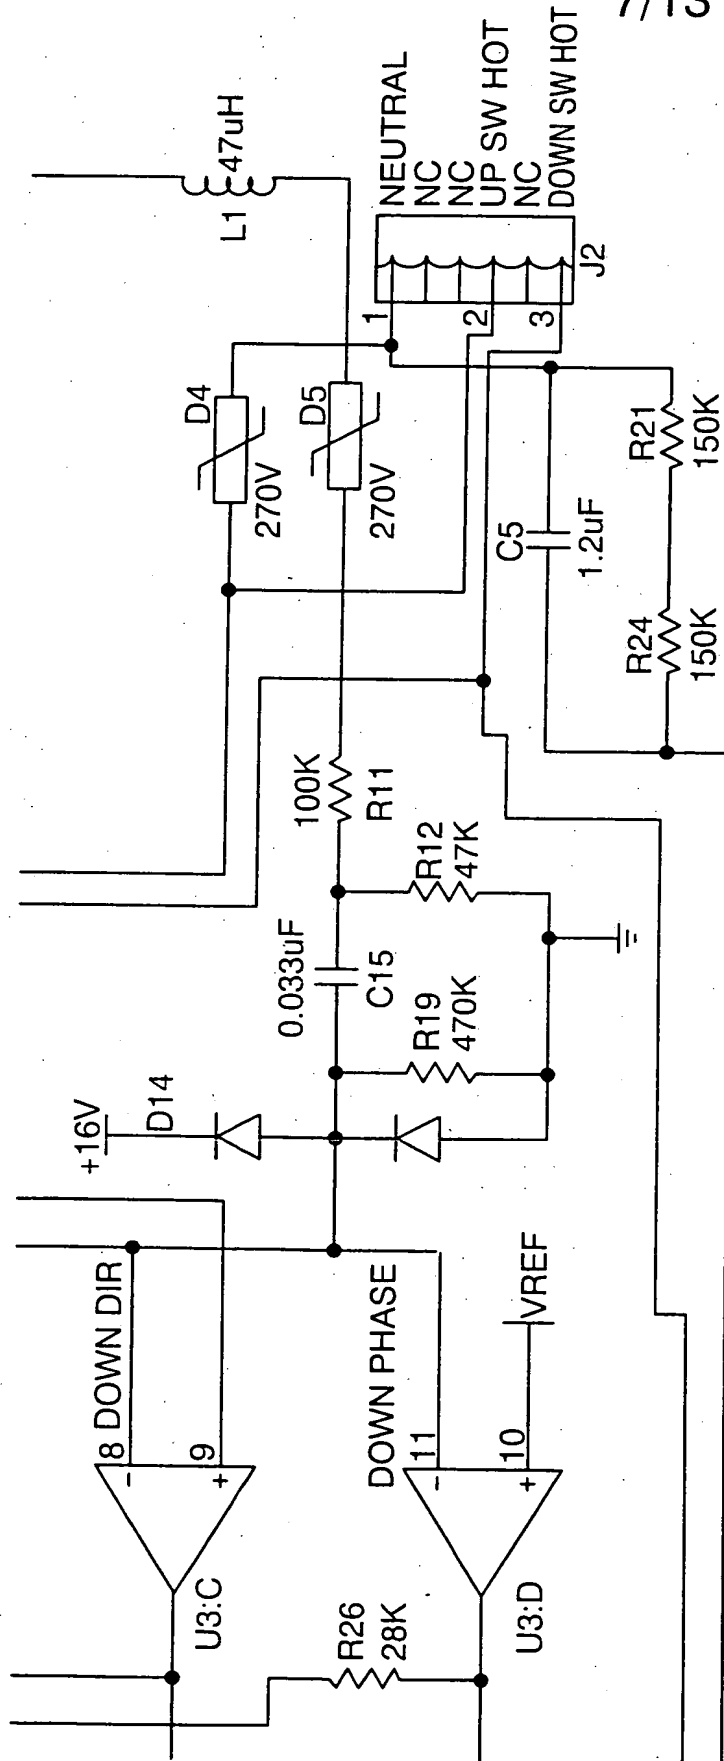 7/13
47uH
L1
NEUTRAL
NC
NC
UP SW HOT
NC
DOWN SW HOT
J2
1
2
3
D4
270V
D5
270V
C5
1.2uF
R21
150K
R24
150K
100K
R11
R12
47K
0.033uF
C15
R19
470K
+16V
D14
8 DOWN DIR
9
-
+
U3:C
DOWN PHASE
11
10
VREF
-
+
U3:D
R26
28K